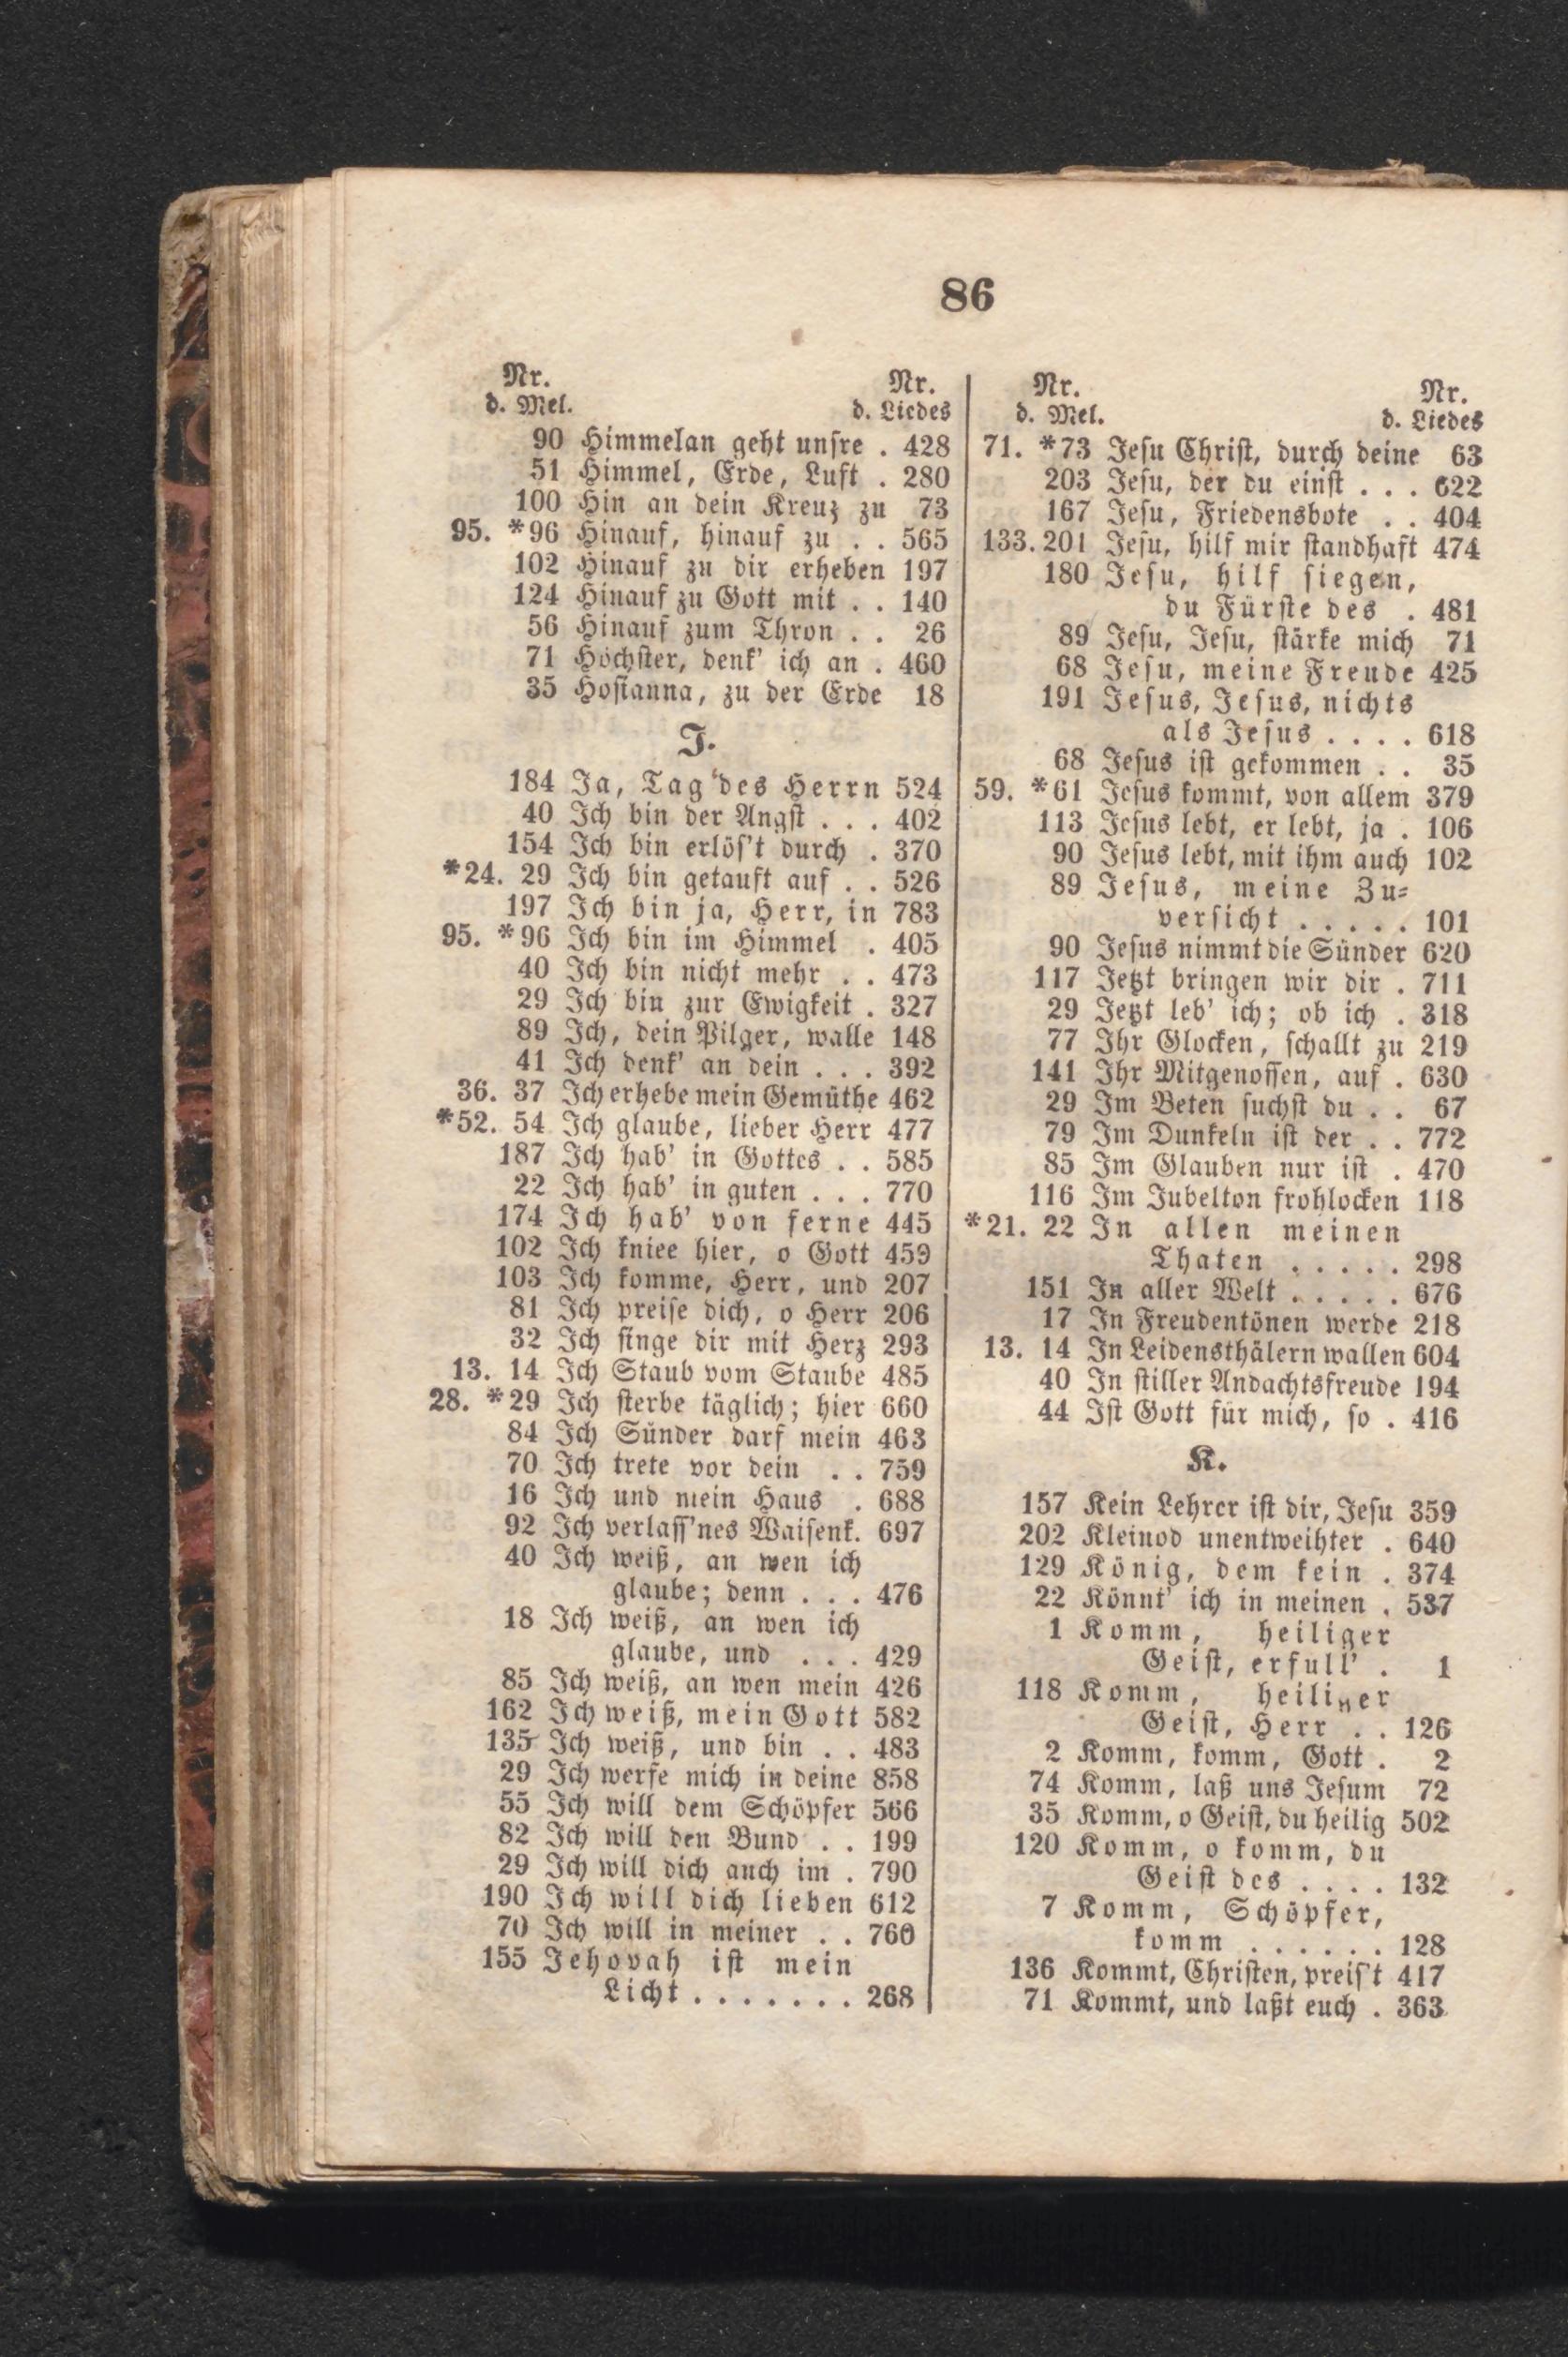 86
Nr. Nr.
d. Mel. d. Liedes
90 Himmelan geht unsre . 428
51 Himmel, Erde, Luft . 280
100 Hin an dein Kreuz zu 73
95. *96 Hinauf, hinauf zu . . 565
102 Hinauf zu dir erheben 197
124 Hinauf zu Gott mit . . 140
56 Hinauf zum Thron . . 26
71 Höchster, denk' ich an . 460
35 Hosianna, zu der Erde 18
J.
184 Ja, Tag des Herrn 524
40 Ich bin der Angst . . . 402
154 Ich bin erlös't durch . 370
*24. 29 Ich bin getauft auf . . 526
197 Ich bin ja, Herr, in 783
95. *96 Ich bin im Himmel . 405
40 Ich bin nicht mehr . . 473
29 Ich bin zur Ewigkeit . 327
89 Ich, dein Pilger, walle 148
41 Ich denk' an dein . . . 392
36. 37 Ich erhebe mein Gemüthe 462
*52. 54 Ich glaube, lieber Herr 477
187 Ich hab' in Gottes . . 585
22 Ich hab' in guten . . . 770
174 Ich hab' von ferne 445
102 Ich kniee hier, o Gott 459
103 Ich komme, Herr, und 207
81 Ich preise dich, o Herr 206
32 Ich singe dir mit Herz 293
13. 14 Ich Staub vom Staube 485
28. *29 Ich sterbe täglich; hier 660
84 Ich Sünder darf mein 463
70 Ich trete vor dein . . 759
16 Ich und mein Haus . 688
92 Ich verlass'nes Waisenk. 697
40 Ich weiß, an wen ich
glaube; denn . . . 476
18 Ich weiß, an wen ich
glaube, und . . . 429
85 Ich weiß, an wen mein 426
162 Ich weiß, mein Gott 582
135 Ich weiß, und bin . . 483
29 Ich werfe mich in deine 858
55 Ich will dem Schöpfer 566
82 Ich will den Bund . . 199
29 Ich will dich auch im . 790
190 Ich will dich lieben 612
70 Ich will in meiner . . 760
155 Jehovah ist mein
Licht . . . . . . . 268
Nr. Nr.
d. Mel. d. Liedes
71. *73 Jesu Christ, durch deine 63
203 Jesu, der du einst . . . 622
167 Jesu, Friedensbote . . 404
133. 201 Jesu, hilf mir standhaft 474
180 Jesu, hilf siegen,
du Fürste des . 481
89 Jesu, Jesu, stärke mich 71
68 Jesu, meine Freude 425
191 Jesus, Jesus, nichts
als Jesus . . . . 618
68 Jesus ist gekommen . . 35
59. *61 Jesus kommt, von allem 379
113 Jesus lebt, er lebt, ja . 106
90 Jesus lebt, mit ihm auch 102
89 Jesus, meine Zu-
versicht . . . . . 101
90 Jesus nimmt die Sünder 620
117 Jetzt bringen wir dir . 711
29 Jetzt leb' ich; ob ich . 318
77 Ihr Glocken, schallt zu 219
141 Ihr Mitgenossen, auf . 630
29 Im Beten suchst du . . 67
79 Im Dunkeln ist der . . 772
85 Im Glauben nur ist . 470
116 Im Jubelton frohlocken 118
*21. 22 In allen meinen
Thaten . . . . . 298
151 In aller Welt . . . . . 676
17 In Freudentönen werde 218
13. 14 In Leidensthälern wallen 604
40 In stiller Andachtsfreude 194
44 Ist Gott für mich, so . 416
K.
157 Kein Lehrer ist dir, Jesu 359
202 Kleinod unentweihter . 640
129 König, dem kein . 374
22 Könnt' ich in meinen . 537
1 Komm, heiliger
Geist, erfüll' . 1
118 Komm, heiliger
Geist, Herr . . 126
2 Komm, komm, Gott . 2
74 Komm, laß uns Jesum 72
35 Komm, o Geist, du heilig 502
120 Komm, o komm, du
Geist des . . . . 132
7 Komm, Schöpfer,
komm . . . . . . 128
136 Kommt, Christen, preis't 417
71 Kommt, und laßt euch . 363